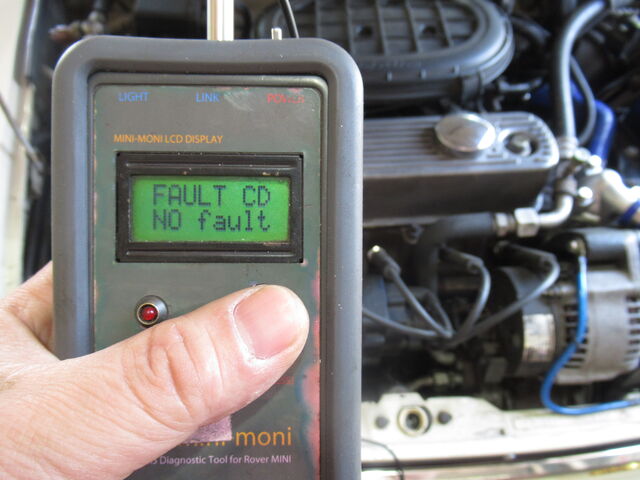 LIGHT LINK
MINI-MONI LCD DISPLAY
FAULT CD
NO fault
moni
Diagnostic Tool for Rover MINI